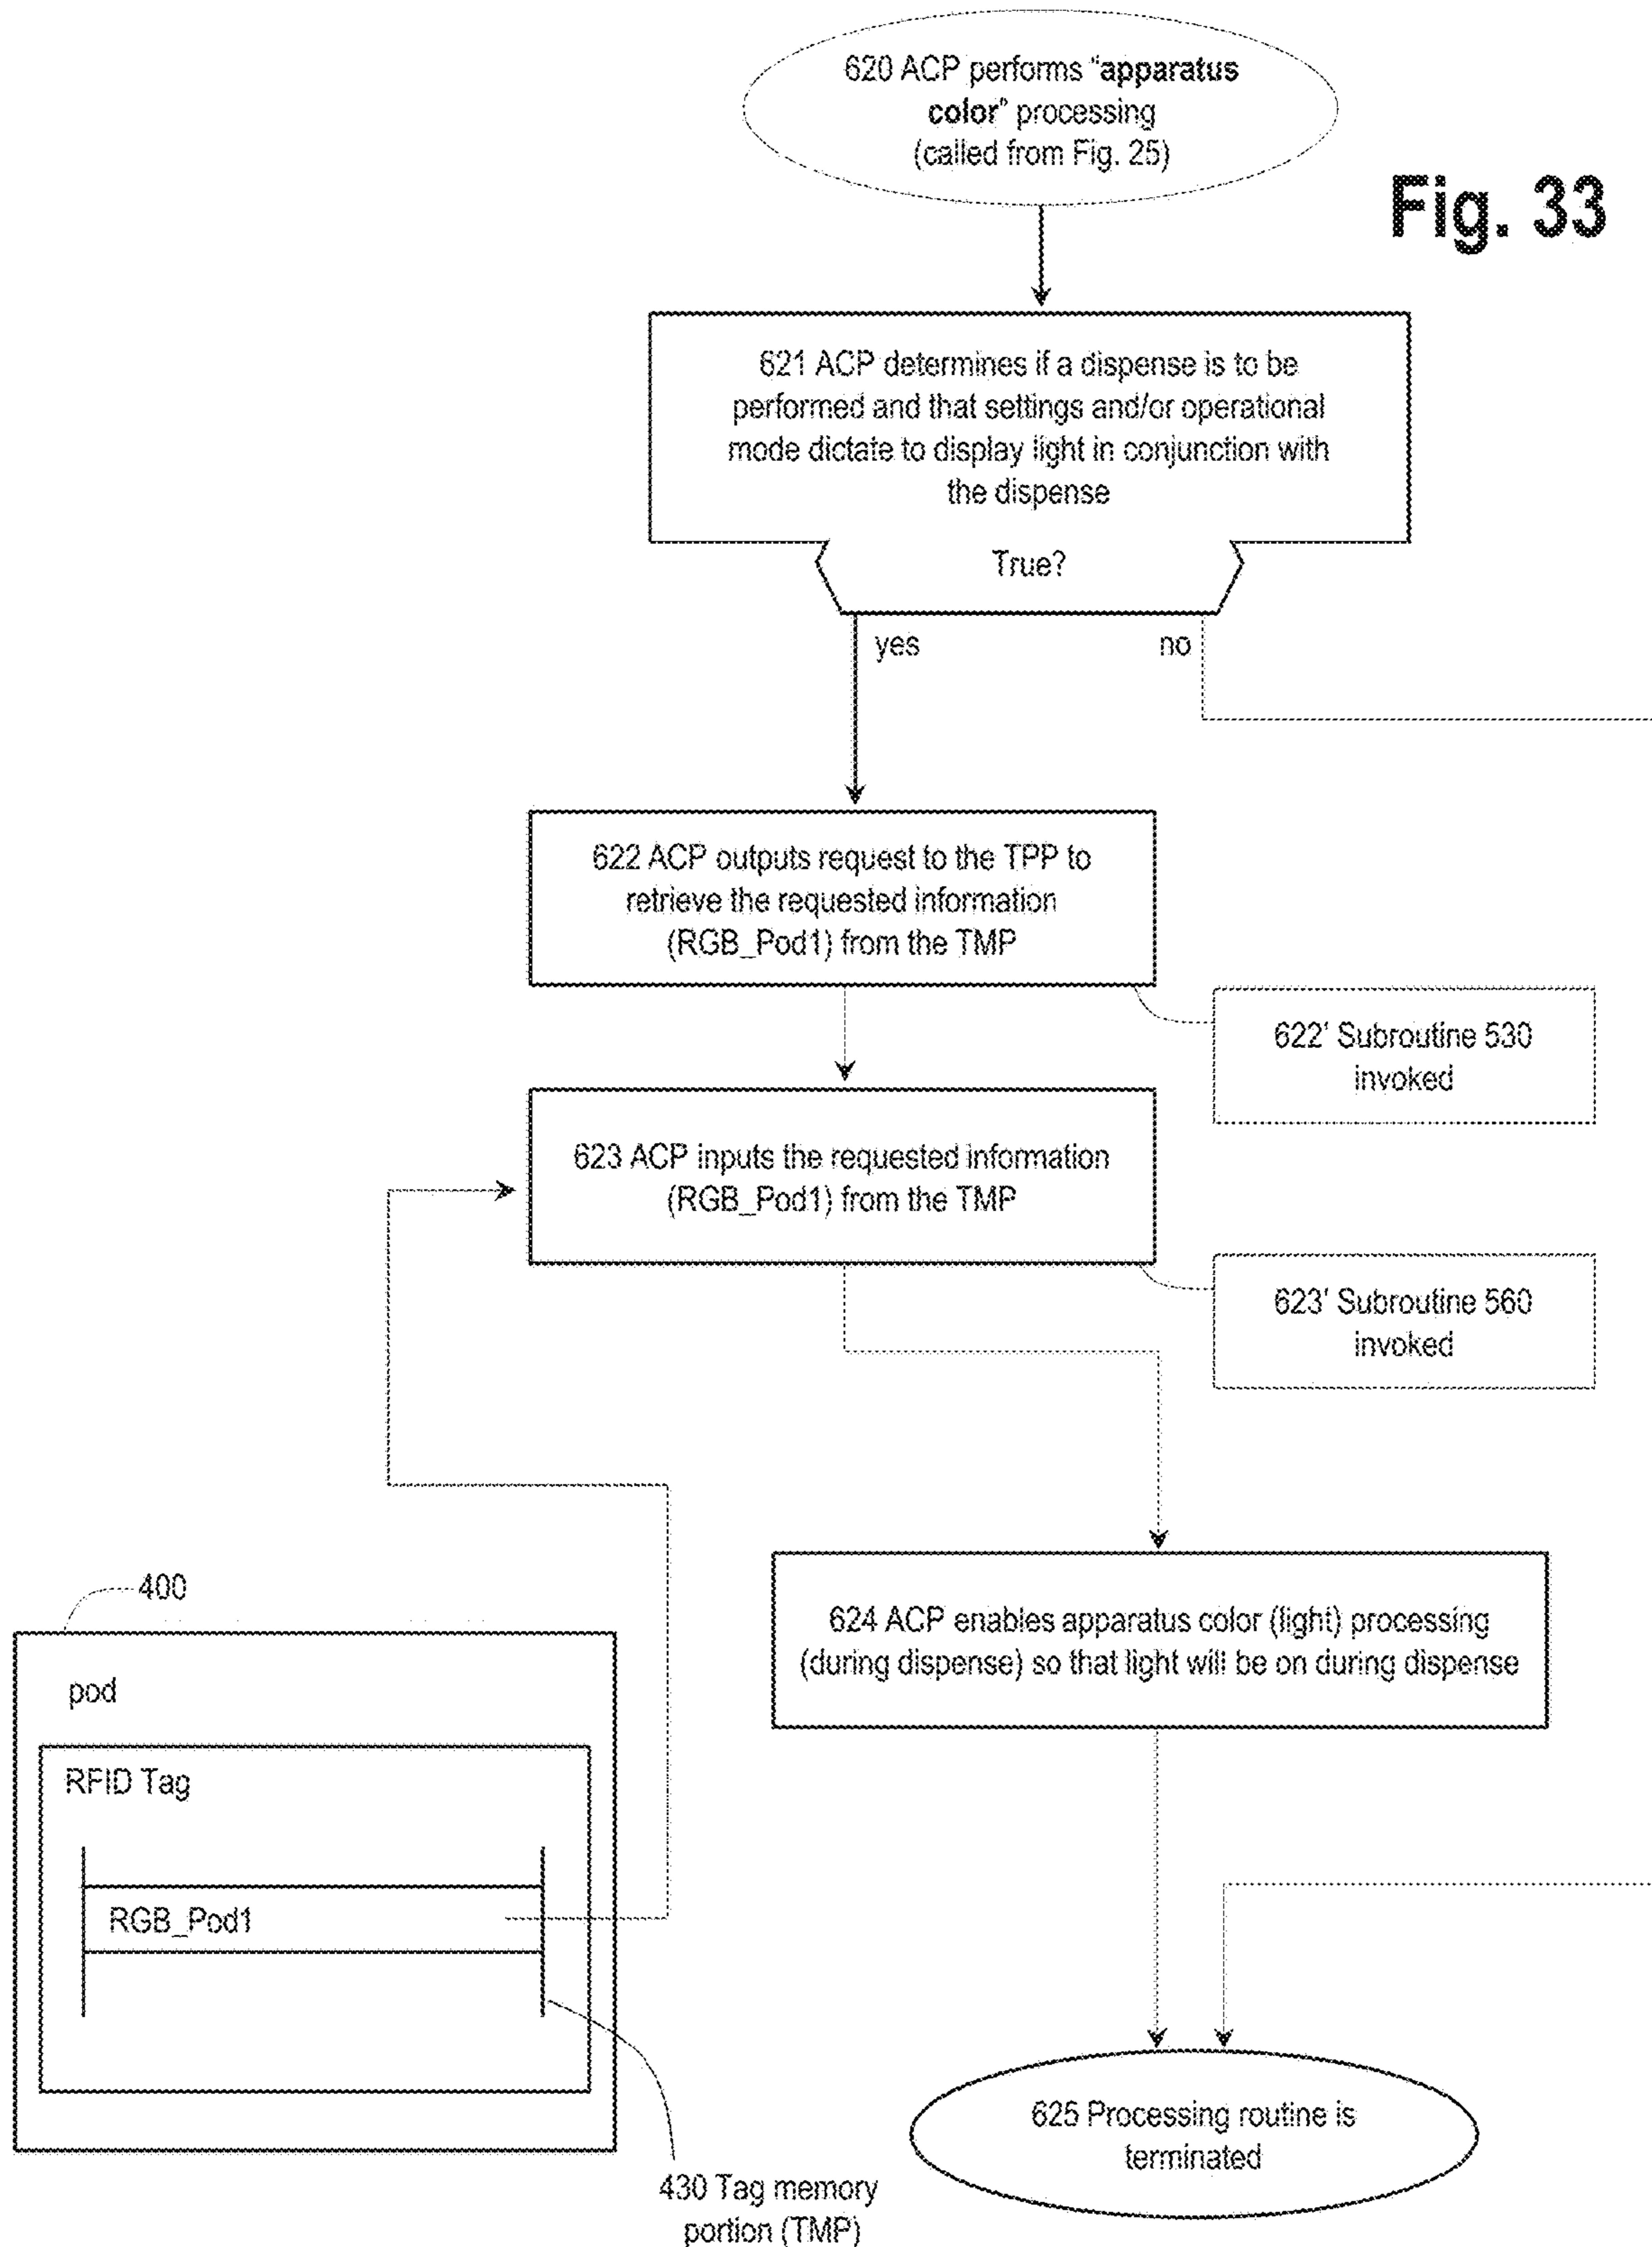 620 ACP performs "apparatus
color" processing
(called from Fig. 25)
Fig. 33
621 ACP determines if a dispense is to be
performed and that settings and/or operational
mode dictate to display light in conjunction with
the dispense
True?
yes
no
622 ACP outputs request to the TPP to
retrieve the requested information
(RGB_Pod1) from the TMP
622' Subroutine 530
invoked
623 ACP inputs the requested information
(RGB_Pod1) from the TMP
623' Subroutine 560
invoked
624 ACP enables apparatus color (light) processing
(during dispense) so that light will be on during dispense
400
pod
RFID Tag
RGB_Pod1
430 Tag memory
portion (TMP)
625 Processing routine is
terminated